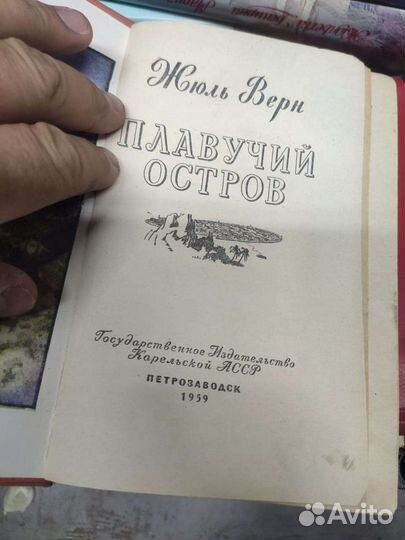 Жюль Верн
ПЛАВУЧИЙ
ОСТРОВ
Государственное Издательство
Карельской АССР
ПЕТРОЗАВОДСК
1959
Avito